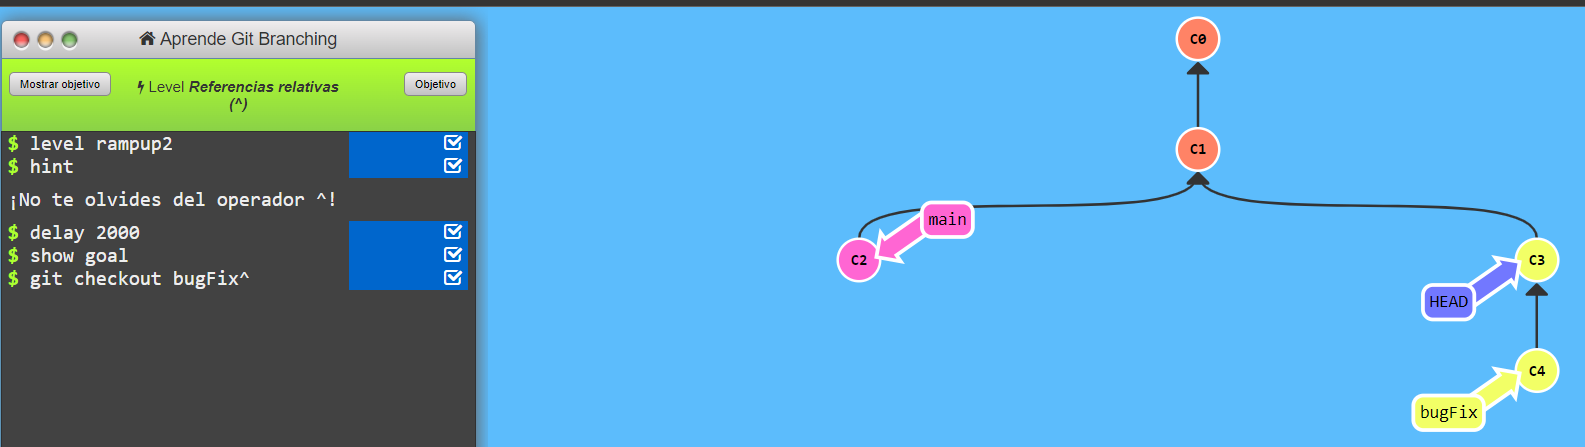 Aprende Git Branching
Mostrar objetivo
Level Referencias relativas
(^)
Objetivo
$ level rampup2
$ hint
¡No te olvides del operador ^!
$ delay 2000
$ show goal
$ git checkout bugFix^
C0
C1
main
C2
C3
HEAD
C4
bugFix